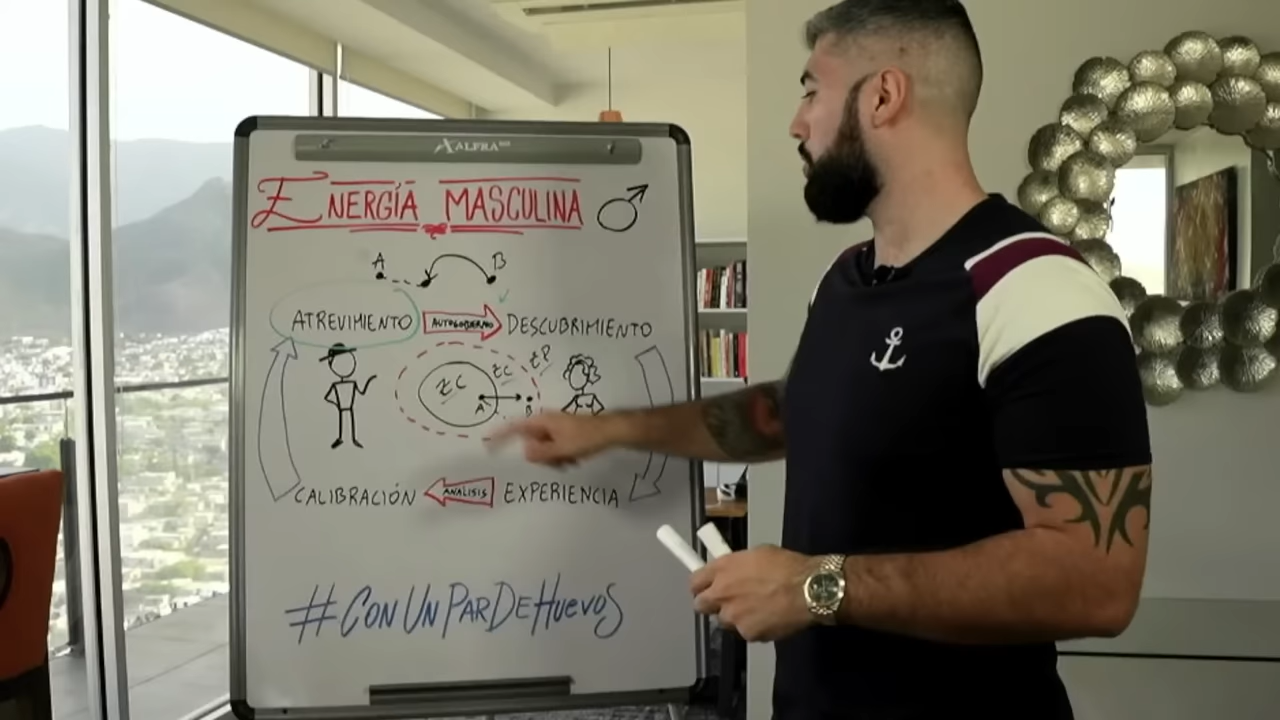 ALFRA
ENERGÍA MASCULINA
A B
ATREVIMIENTO AUTOGOBIERNO DESCUBRIMIENTO
ZC ZC Z?
A B
CALIBRACIÓN ANÁLISIS EXPERIENCIA
#CONUNPARDEHUEVOS